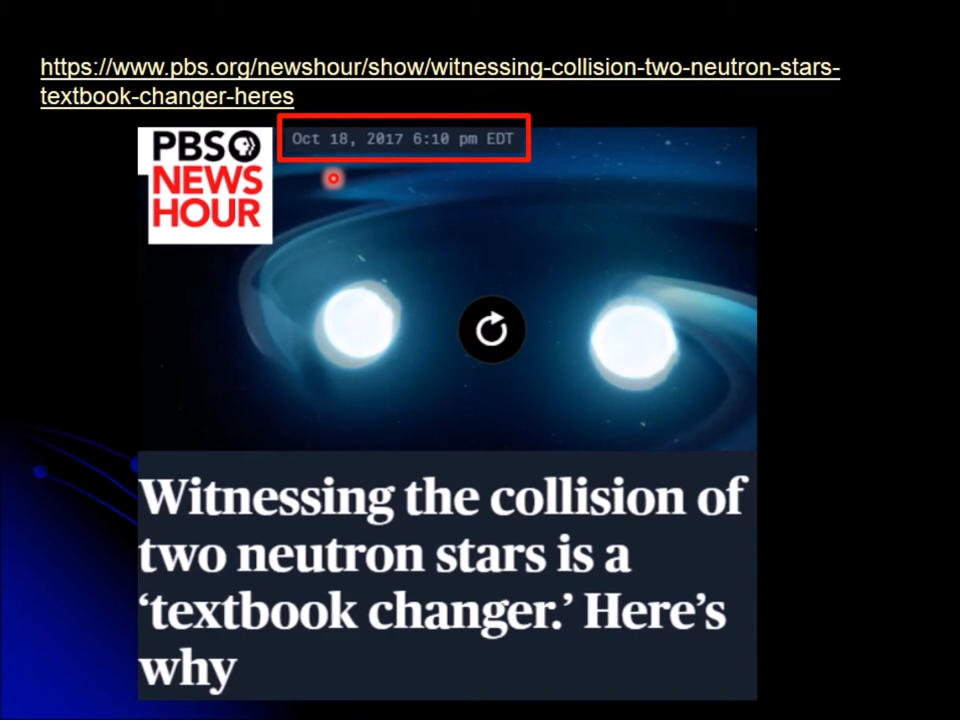 https://www.pbs.org/newshour/show/witnessing-collision-two-neutron-stars-
textbook-changer-heres
PBS
NEWS
HOUR
Oct 18, 2017 6:10 pm EDT
Witnessing the collision of
two neutron stars is a
‘textbook changer.’ Here’s
why